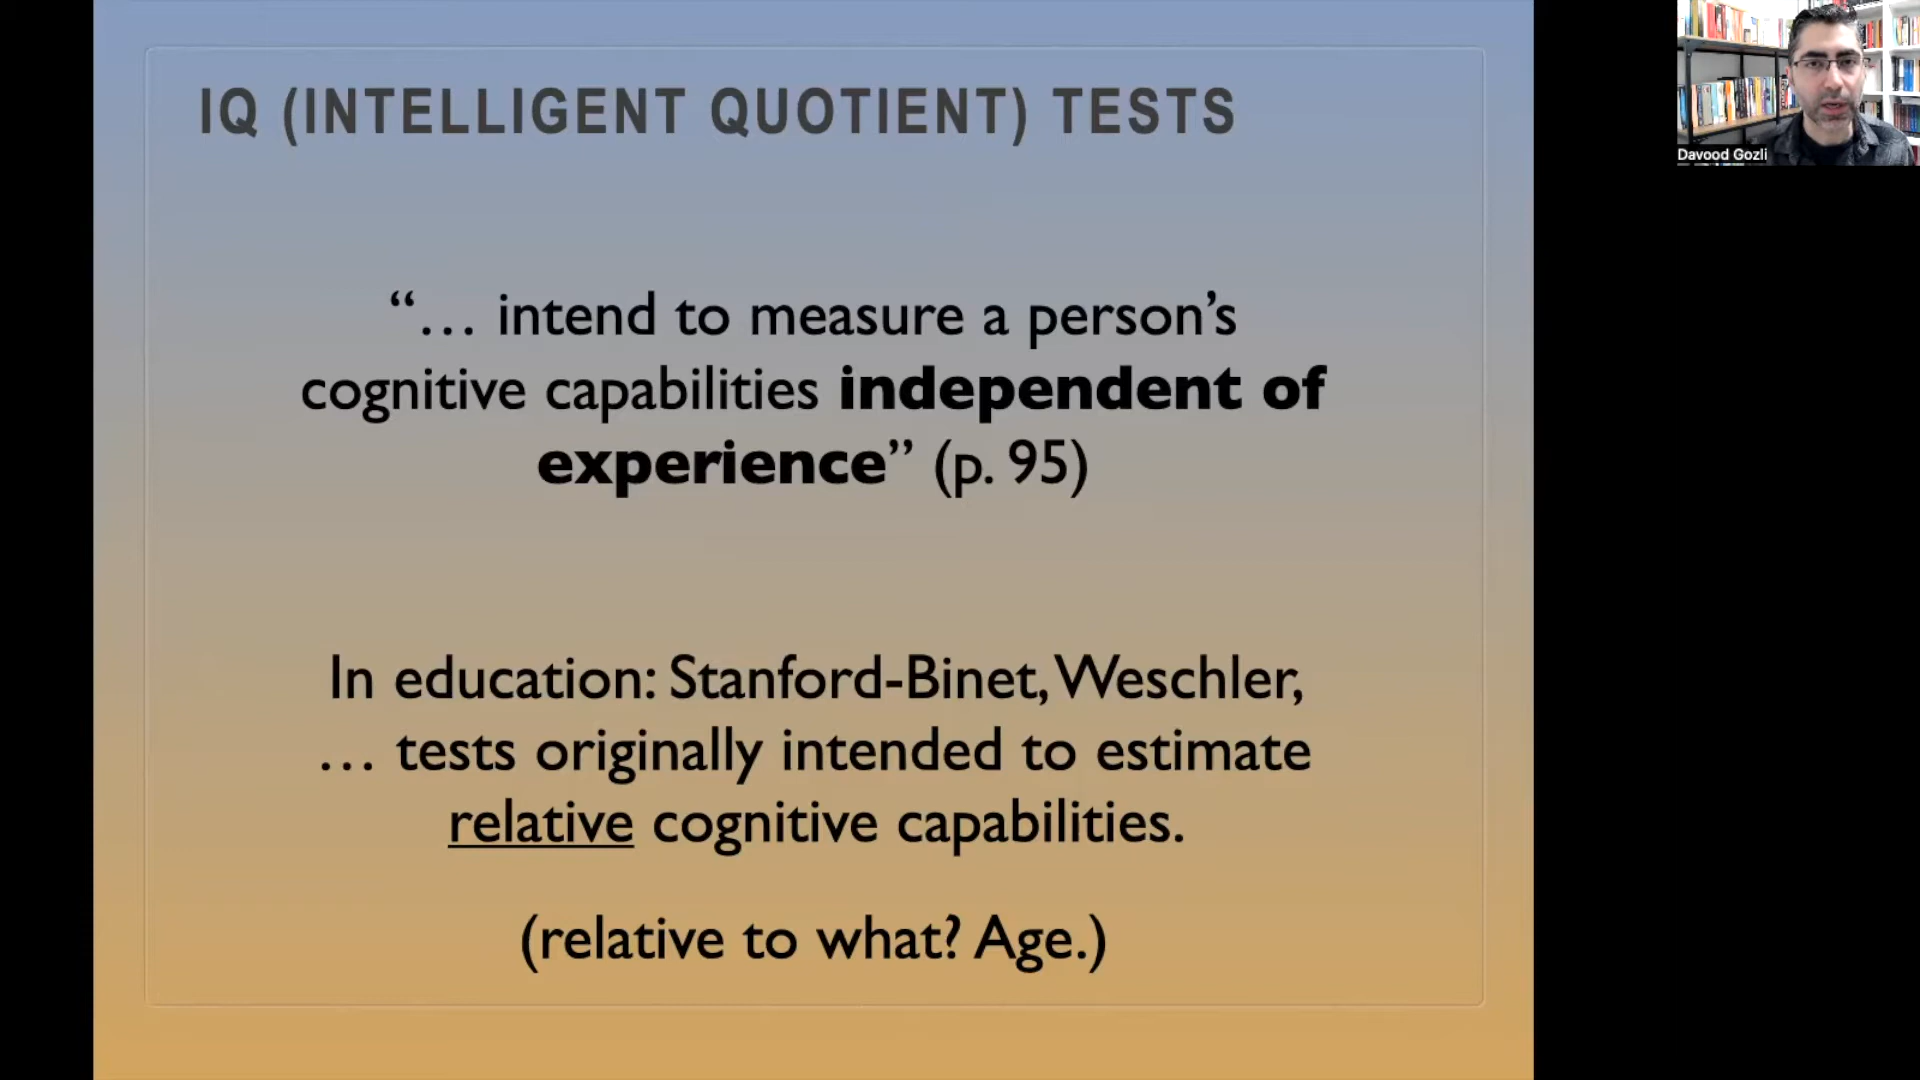 IQ (INTELLIGENT QUOTIENT) TESTS
“… intend to measure a person’s
cognitive capabilities independent of
experience” (p. 95)
In education: Stanford-Binet, Weschler,
… tests originally intended to estimate
relative cognitive capabilities.
(relative to what? Age.)
Davood Gozli